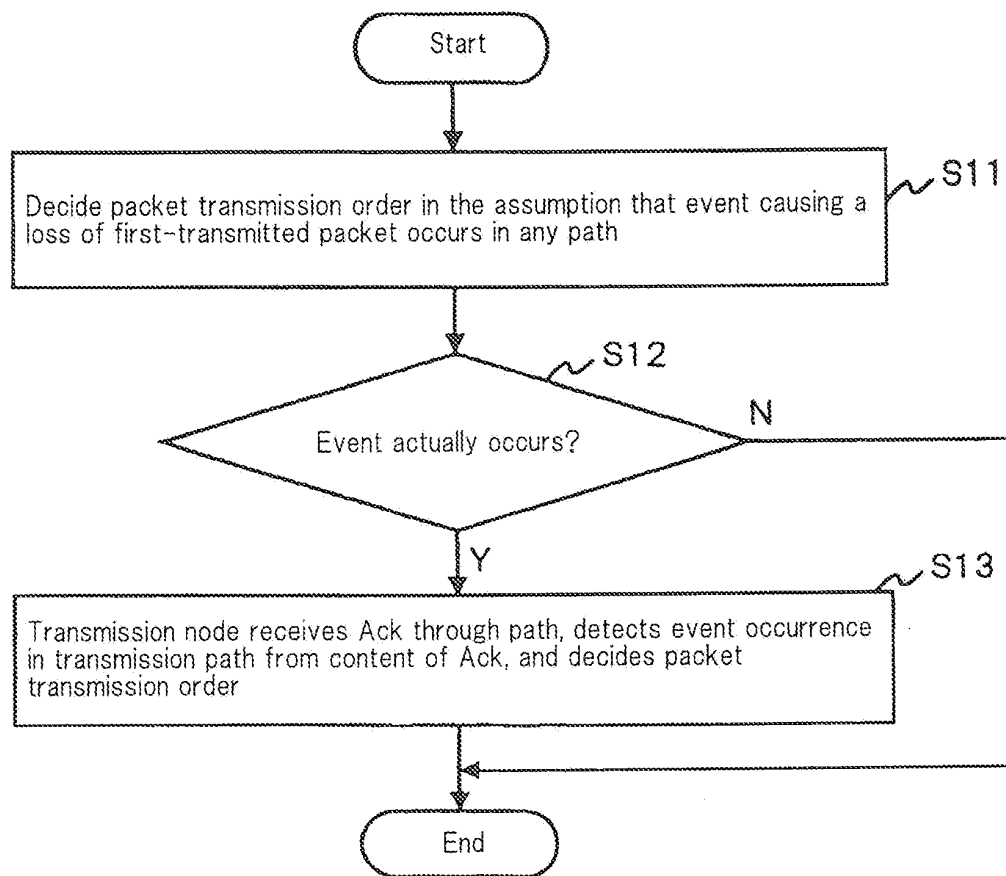 Start
Decide packet transmission order in the assumption that event causing a
loss of first-transmitted packet occurs in any path
S11
S12
Event actually occurs?
N
Y
S13
Transmission node receives Ack through path, detects event occurrence
in transmission path from content of Ack, and decides packet
transmission order
End